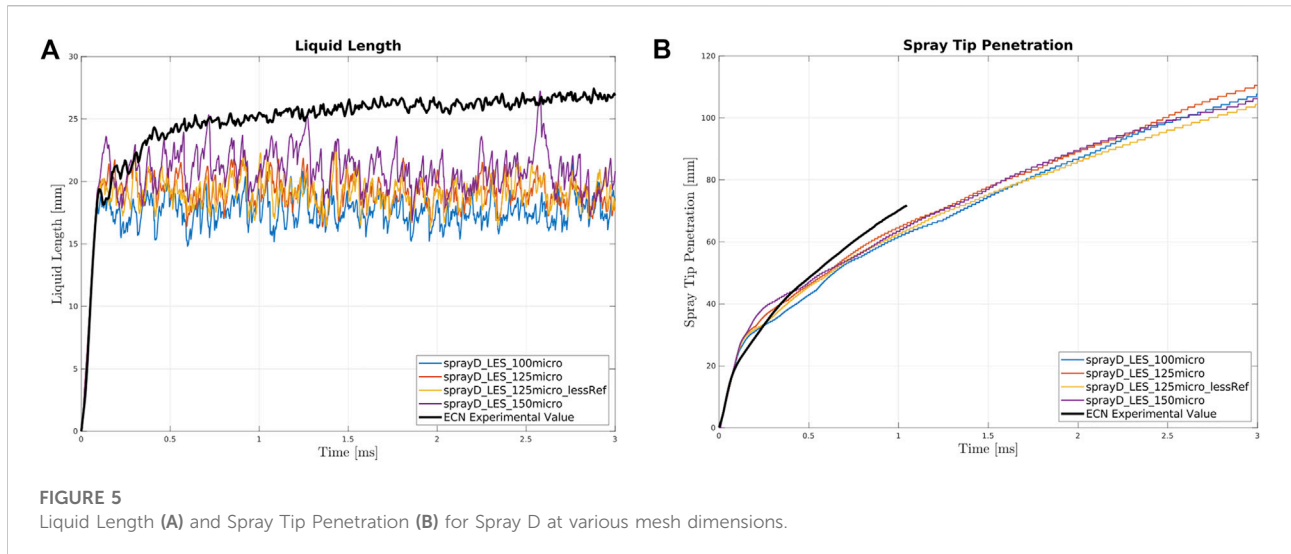 A
Liquid Length
30
25
20
15
10
5
0
Liquid Length [mm]
0 0.5 1 1.5 2 2.5 3
Time [ms]
sprayD_LES_100micro
sprayD_LES_125micro
sprayD_LES_125micro_lessRef
sprayD_LES_150micro
ECN Experimental Value
B
Spray Tip Penetration
120
100
80
60
40
20
0
Spray Tip Penetration [mm]
0 0.5 1 1.5 2 2.5 3
Time [ms]
sprayD_LES_100micro
sprayD_LES_125micro
sprayD_LES_125micro_lessRef
sprayD_LES_150micro
ECN Experimental Value
FIGURE 5
Liquid Length (A) and Spray Tip Penetration (B) for Spray D at various mesh dimensions.